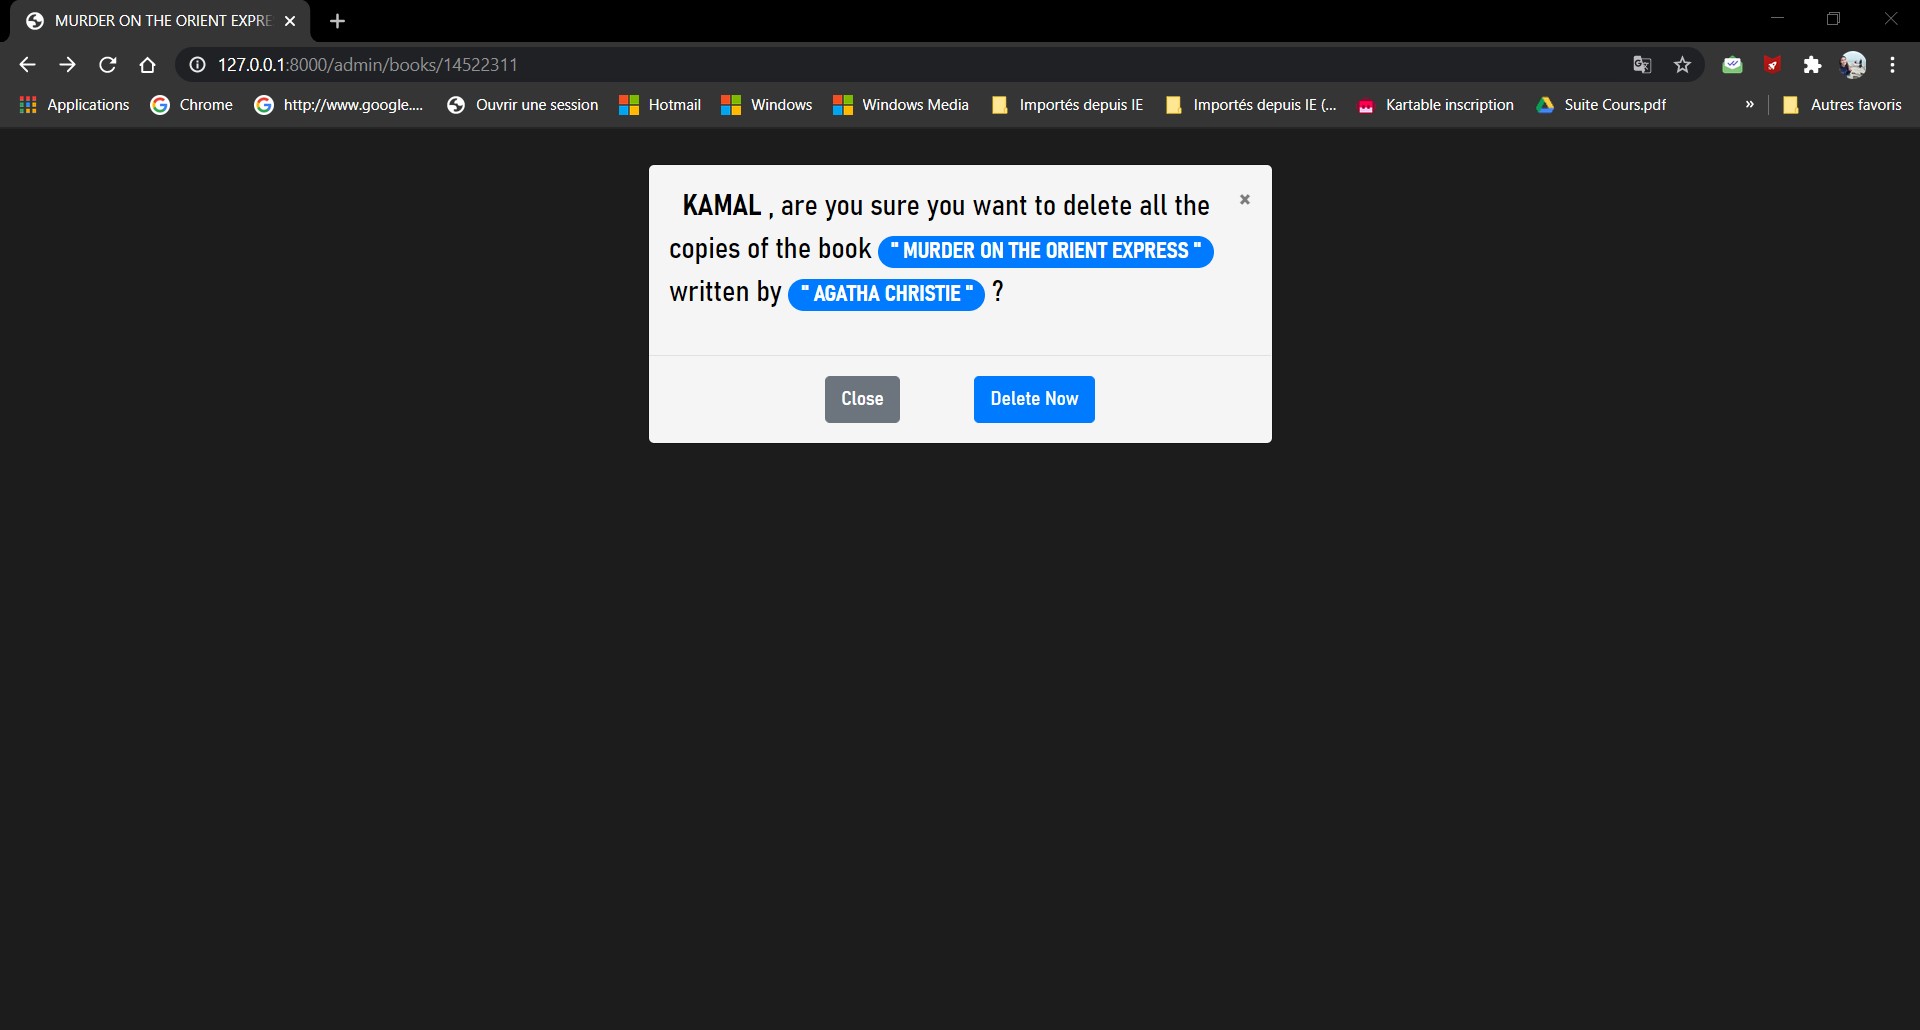 MURDER ON THE ORIENT EXPRE
127.0.0.1:8000/admin/books/14522311
Applications Chrome http://www.google.... Ouvrir une session Hotmail Windows Windows Media Importés depuis IE Importés depuis IE (... Kartable inscription Suite Cours.pdf » Autres favoris
KAMAL , are you sure you want to delete all the
copies of the book " MURDER ON THE ORIENT EXPRESS "
written by " AGATHA CHRISTIE " ?
Close Delete Now